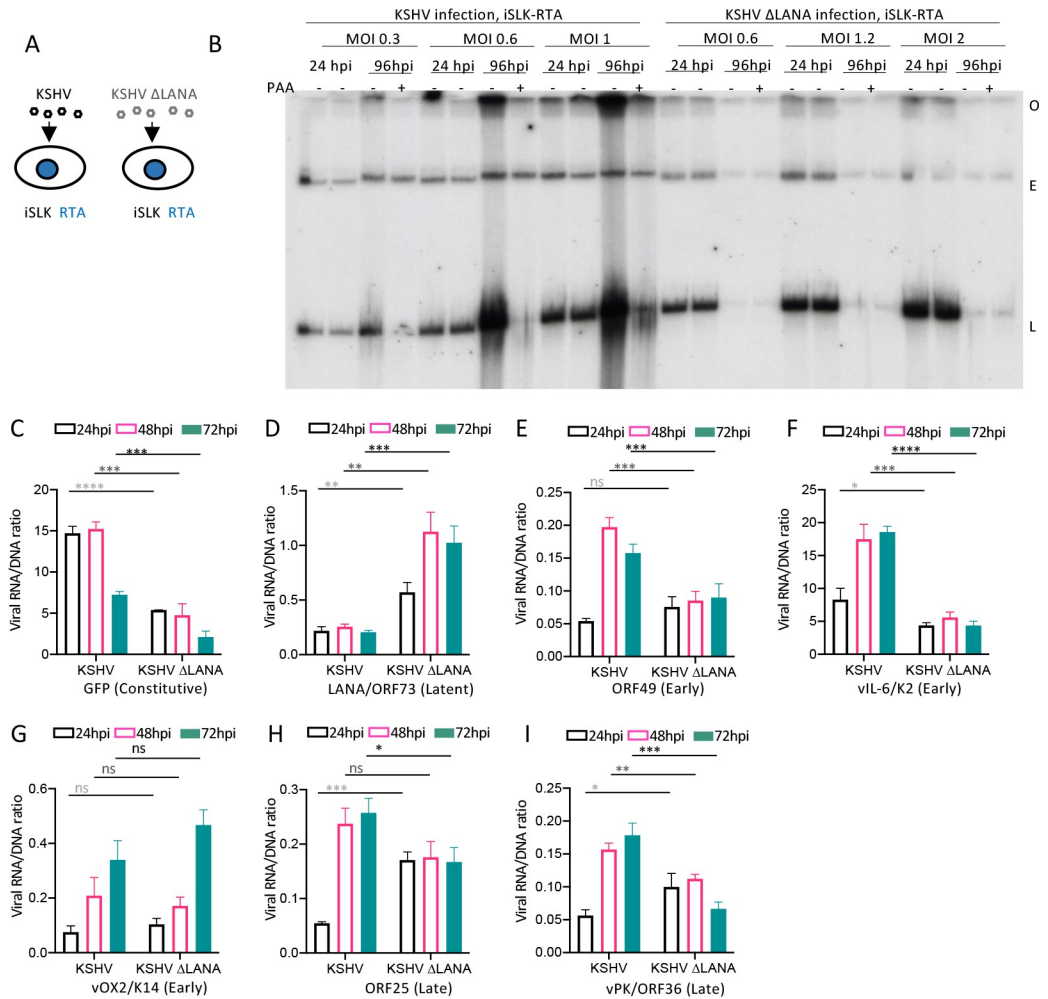 A
KSHV KSHV ΔLANA
iSLK RTA iSLK RTA
B
KSHV infection, iSLK-RTA KSHV ΔLANA infection, iSLK-RTA
MOI 0.3 MOI 0.6 MOI 1 MOI 0.6 MOI 1.2 MOI 2
24 hpi 96hpi 24 hpi 96hpi 24 hpi 96hpi 24 hpi 96hpi 24 hpi 96hpi 24 hpi 96hpi
PAA - - - + - - - + - - - + - - - + - - - + - - - +
O
E
L
C
24hpi 48hpi 72hpi
***
***
****
Viral RNA/DNA ratio
20
15
10
5
0
KSHV KSHV ΔLANA
GFP (Constitutive)
D
24hpi 48hpi 72hpi
***
**
**
Viral RNA/DNA ratio
1.5
1.0
0.5
0.0
KSHV KSHV ΔLANA
LANA/ORF73 (Latent)
E
24hpi 48hpi 72hpi
***
***
ns
Viral RNA/DNA ratio
0.25
0.20
0.15
0.10
0.05
0.00
KSHV KSHV ΔLANA
ORF49 (Early)
F
24hpi 48hpi 72hpi
****
***
*
Viral RNA/DNA ratio
25
20
15
10
5
0
KSHV KSHV ΔLANA
vIL-6/K2 (Early)
G
24hpi 48hpi 72hpi
ns
ns
ns
Viral RNA/DNA ratio
0.6
0.4
0.2
0.0
KSHV KSHV ΔLANA
vOX2/K14 (Early)
H
24hpi 48hpi 72hpi
*
ns
***
Viral RNA/DNA ratio
0.3
0.2
0.1
0.0
KSHV KSHV ΔLANA
ORF25 (Late)
I
24hpi 48hpi 72hpi
***
**
*
Viral RNA/DNA ratio
0.25
0.20
0.15
0.10
0.05
0.00
KSHV KSHV ΔLANA
vPK/ORF36 (Late)